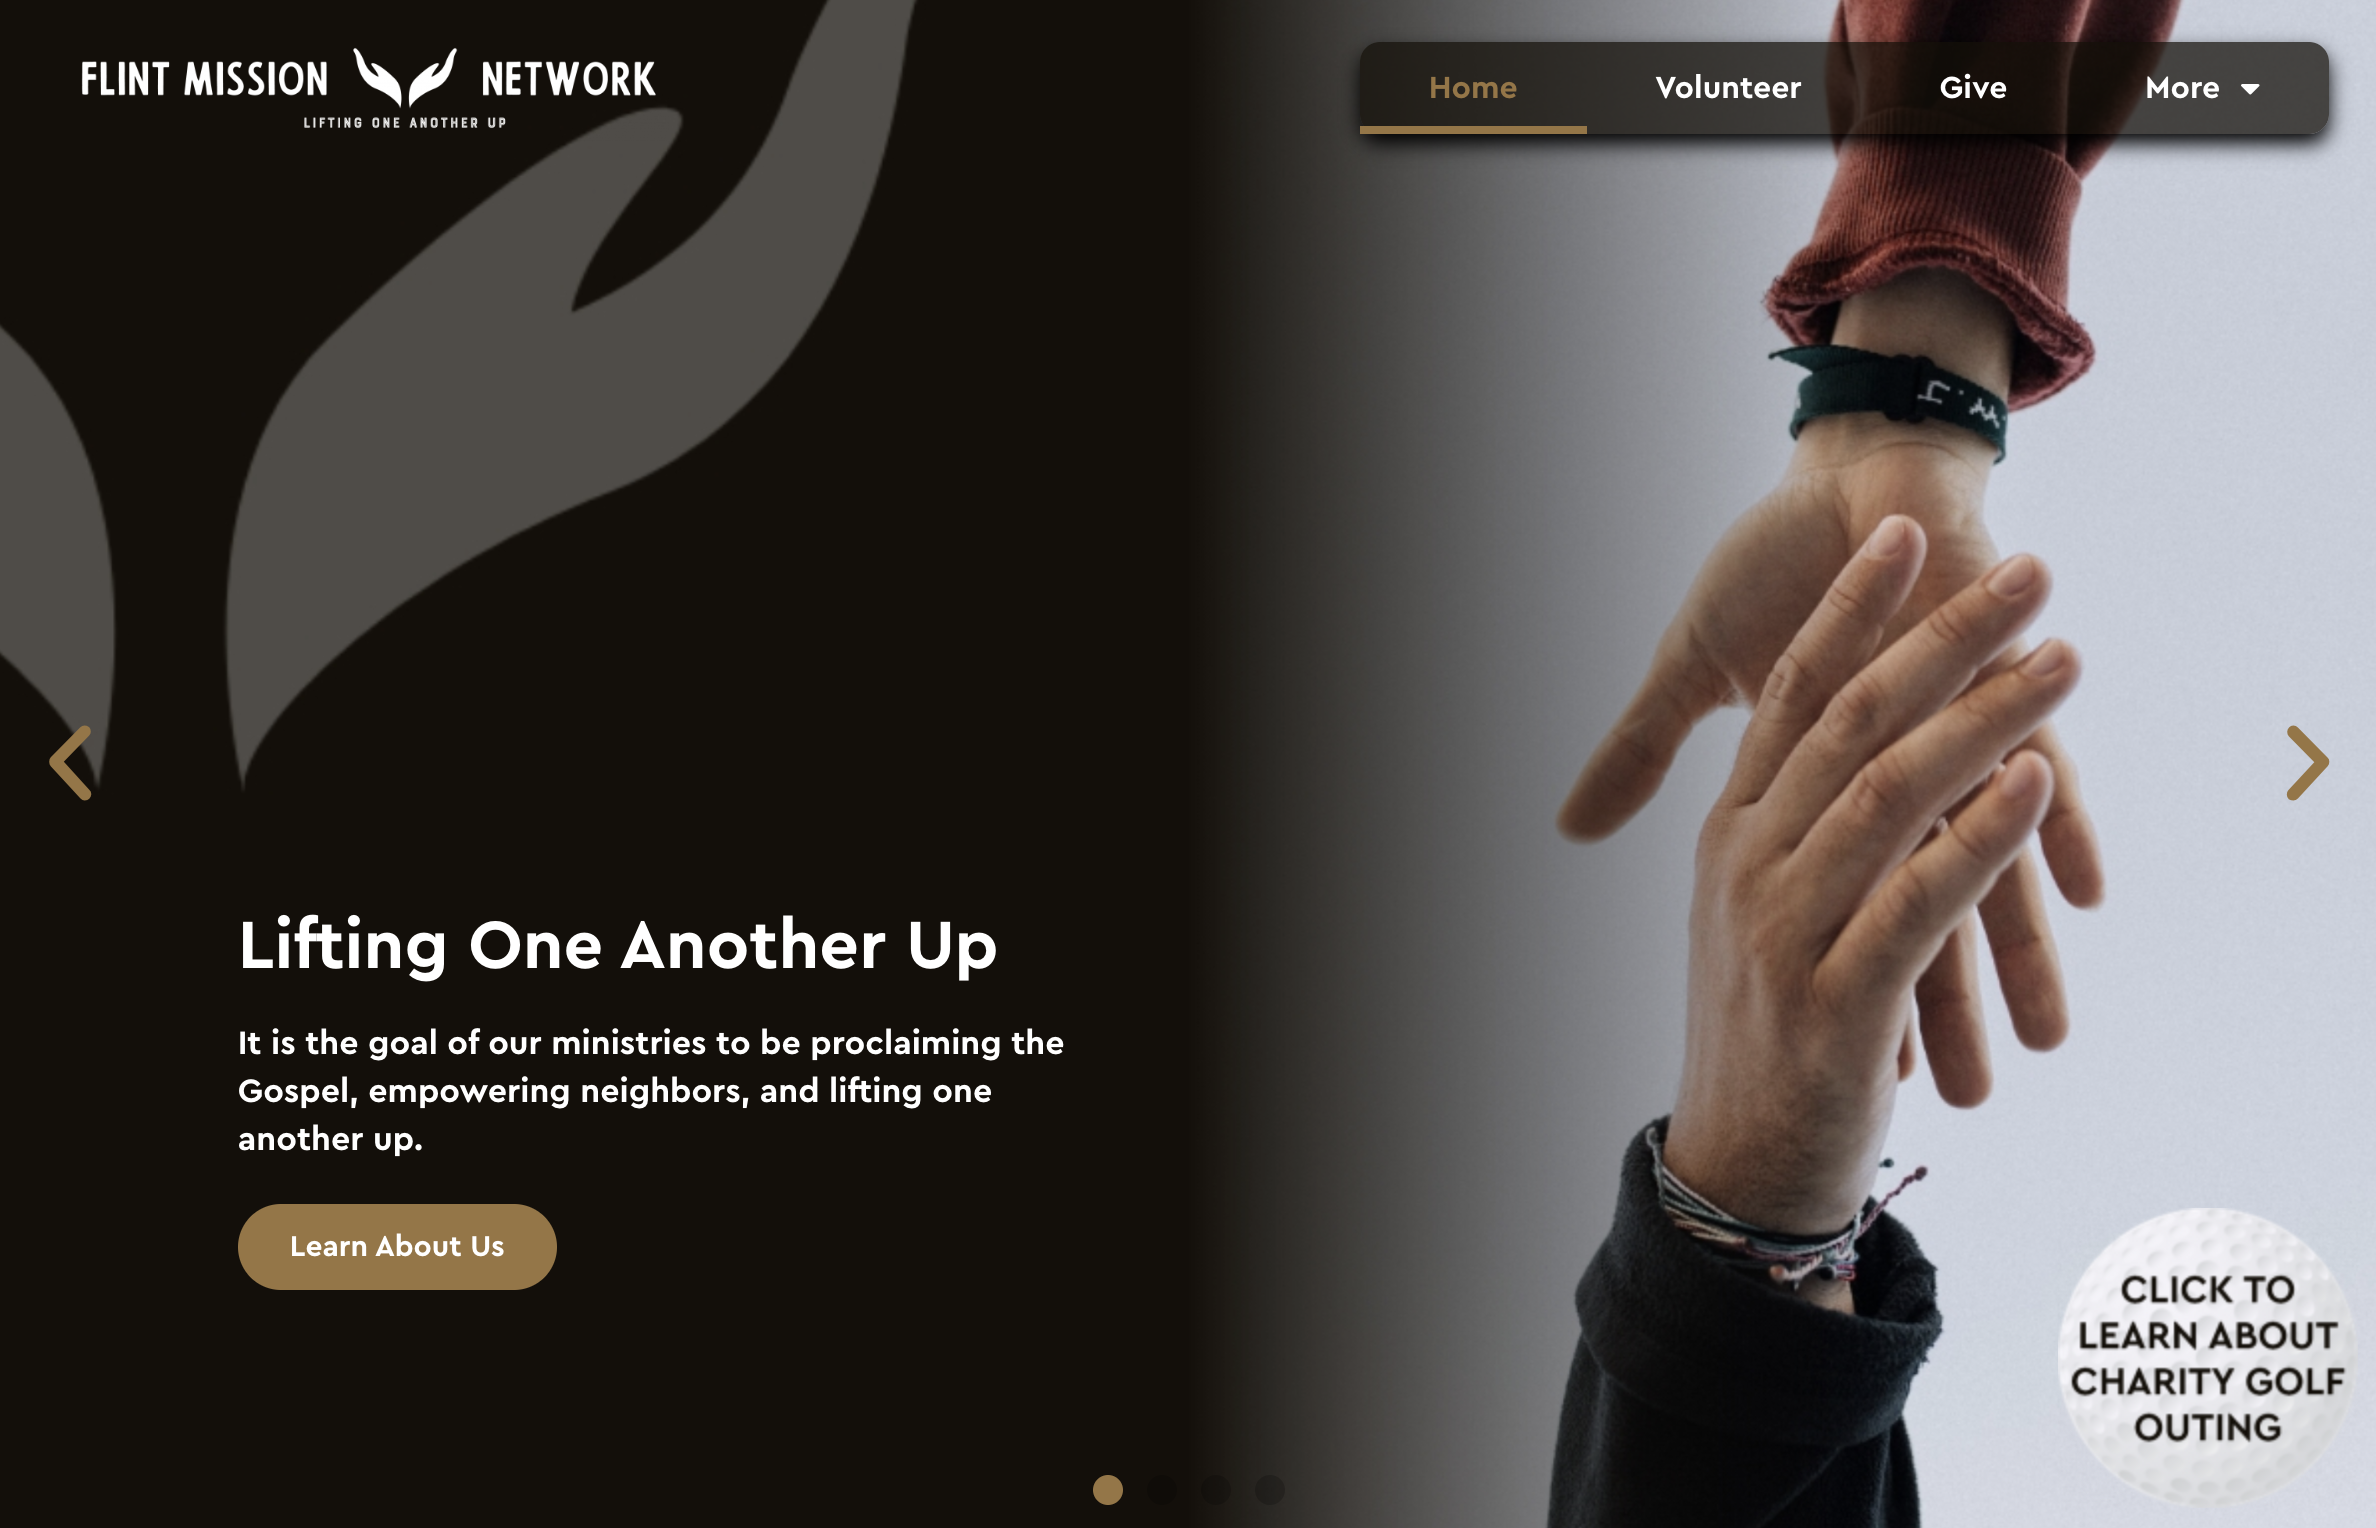 FLINT MISSION NETWORK
LIFTING ONE ANOTHER UP
Home Volunteer Give More
Lifting One Another Up
It is the goal of our ministries to be proclaiming the
Gospel, empowering neighbors, and lifting one
another up.
Learn About Us
CLICK TO
LEARN ABOUT
CHARITY GOLF
OUTING